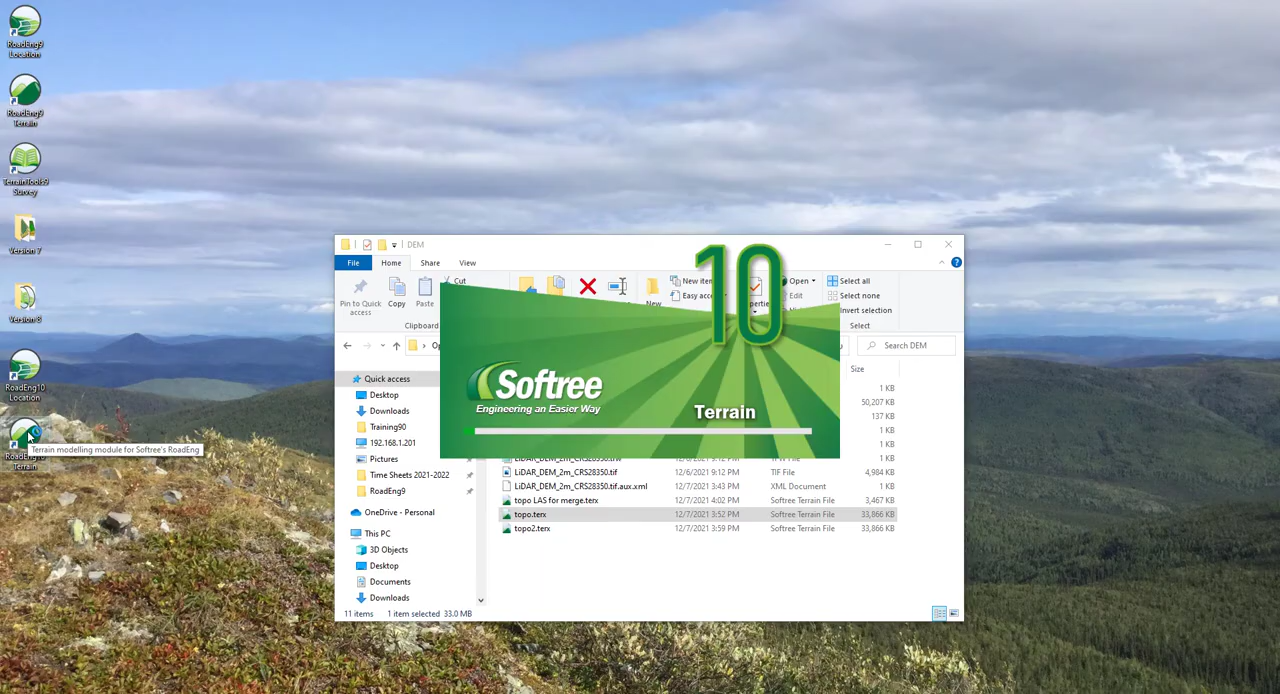 RoadEng9
Location
RoadEng9
Terrain
TerrainTools9
Survey
Version 7
Version 8
RoadEng10
Location
Terrain
Terrain modelling module for Softree's RoadEng
DEM
File Home Share View
Pin to Quick
access
Copy
Paste
Cut
Clipboard
New
New item
Easy access
Open
Edit
Select all
Select none
Invert selection
Select
Search DEM
10
Softree
Engineering an Easier Way
Terrain
Quick access
Desktop
Downloads
Training90
192.168.1.201
Pictures
Time Sheets 2021-2022
RoadEng9
OneDrive - Personal
This PC
3D Objects
Desktop
Documents
Downloads
Size
1 KB
50,207 KB
137 KB
1 KB
1 KB
1 KB
LiDAR_DEM_2m_CRS28350.tif 12/6/2021 9:12 PM TIF File 4,984 KB
LiDAR_DEM_2m_CRS28350.tif.aux.xml 12/7/2021 3:43 PM XML Document 1 KB
topo LAS for merge.terx 12/7/2021 4:02 PM Softree Terrain File 3,467 KB
topo.terx 12/7/2021 3:52 PM Softree Terrain File 33,866 KB
topo2.terx 12/7/2021 3:59 PM Softree Terrain File 33,866 KB
11 items 1 item selected 33.0 MB